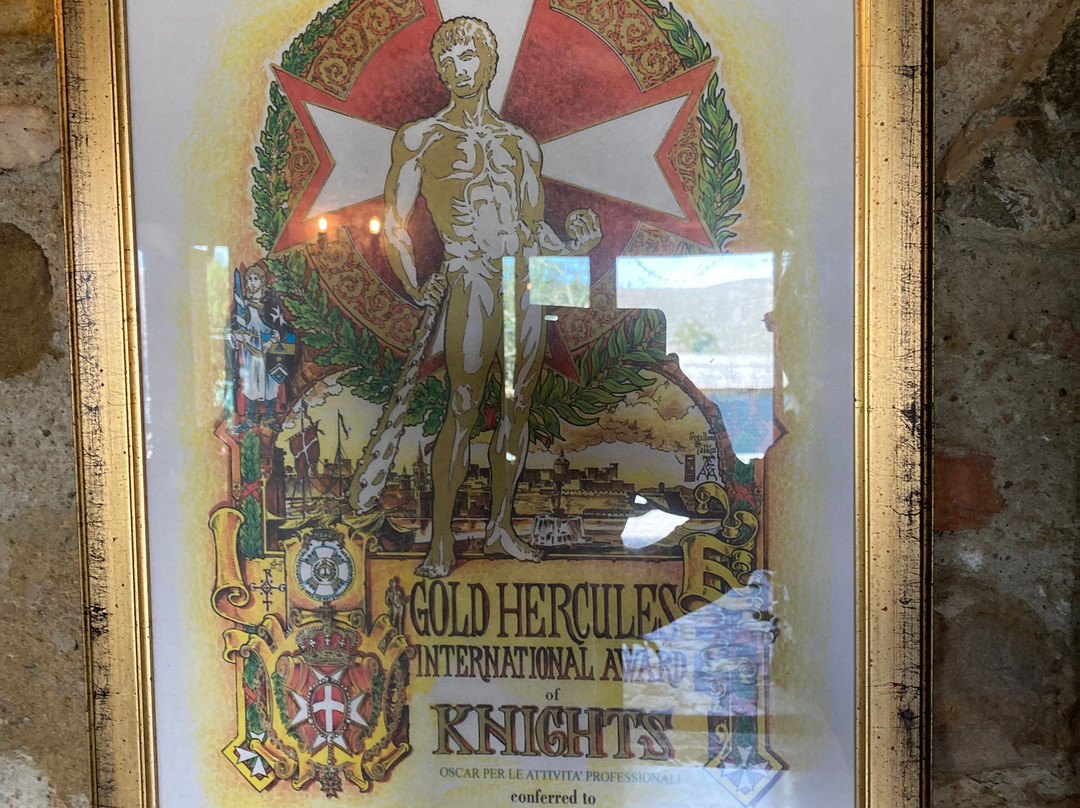 GOLD HERCULES
INTERNATIONAL AWARD
of
KNIGHTS
OSCAR PER LE ATTIVITA' PROFESSIONALI
conferred to